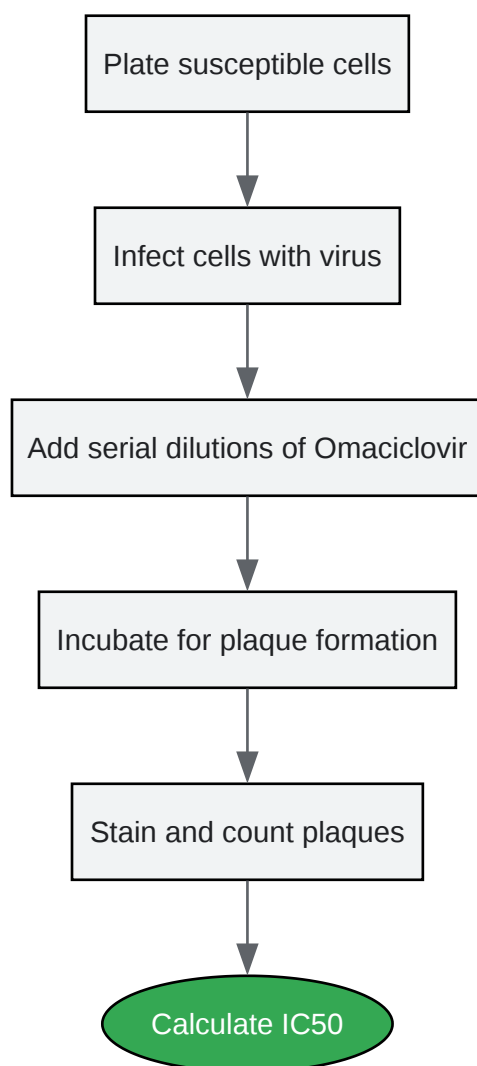 Plate susceptible cells
Infect cells with virus
Add serial dilutions of Omaciclovir
Incubate for plaque formation
Stain and count plaques
Calculate IC50